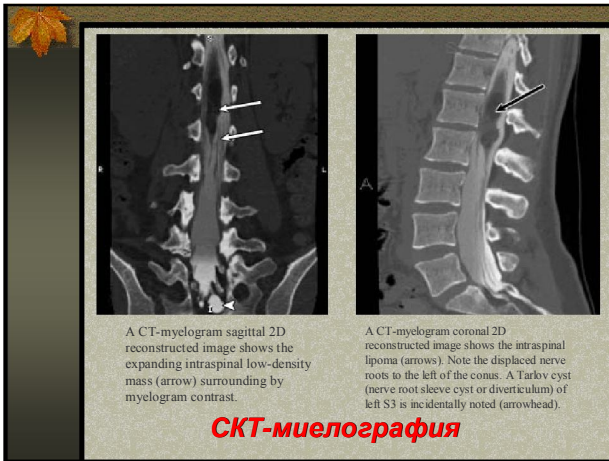 R
L
A
A CT-myelogram sagittal 2D
reconstructed image shows the
expanding intraspinal low-density
mass (arrow) surrounding by
myelogram contrast.
A CT-myelogram coronal 2D
reconstructed image shows the intraspinal
lipoma (arrows). Note the displaced nerve
roots to the left of the conus. A Tarlov cyst
(nerve root sleeve cyst or diverticulum) of
left S3 is incidentally noted (arrowhead).
СКТ-миелография